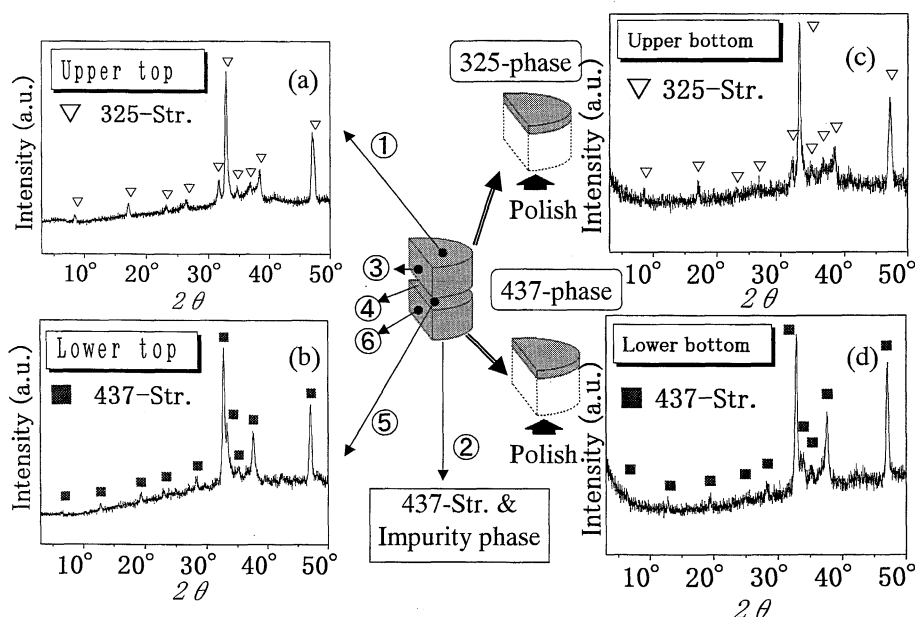 Intensity (a.u.)
Upper top
(a)
▽ 325-Str.
10° 20° 30° 40° 50°
2θ
325-phase
Polish
Intensity (a.u.)
Upper bottom
(c)
▽ 325-Str.
10° 20° 30° 40° 50°
2θ
①
③
④
⑥
⑤
②
437-phase
Polish
437-Str. &
Impurity phase
Intensity (a.u.)
Lower top
(b)
■ 437-Str.
10° 20° 30° 40° 50°
2θ
Intensity (a.u.)
Lower bottom
(d)
■ 437-Str.
10° 20° 30° 40° 50°
2θ